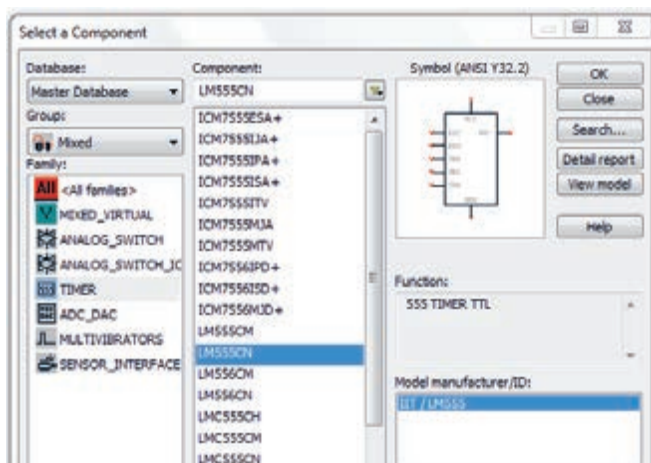 Select a Component
Database:
Master Database
Group:
Mixed
Family:
All <All families>
MIXED_VIRTUAL
ANALOG_SWITCH
ANALOG_SWITCH_IC
TIMER
ADC_DAC
MULTIVIBRATORS
SENSOR_INTERFACE
Component:
LM555CN
ICM7555ESA+
ICM7555IJA+
ICM7555IPA+
ICM7555ISA+
ICM7555ITV
ICM7555MJA
ICM7555MTV
ICM7556IPD+
ICM7556ISD+
ICM7556MJD+
LM555CM
LM555CN
LM556CM
LM556CN
LMC555CH
LMC555CM
LMC555CN
Symbol (ANSI Y32.2)
Function:
555 TIMER TTL
Model manufacturer/ID:
IIT / LM555
OK
Close
Search...
Detail report
View model
Help